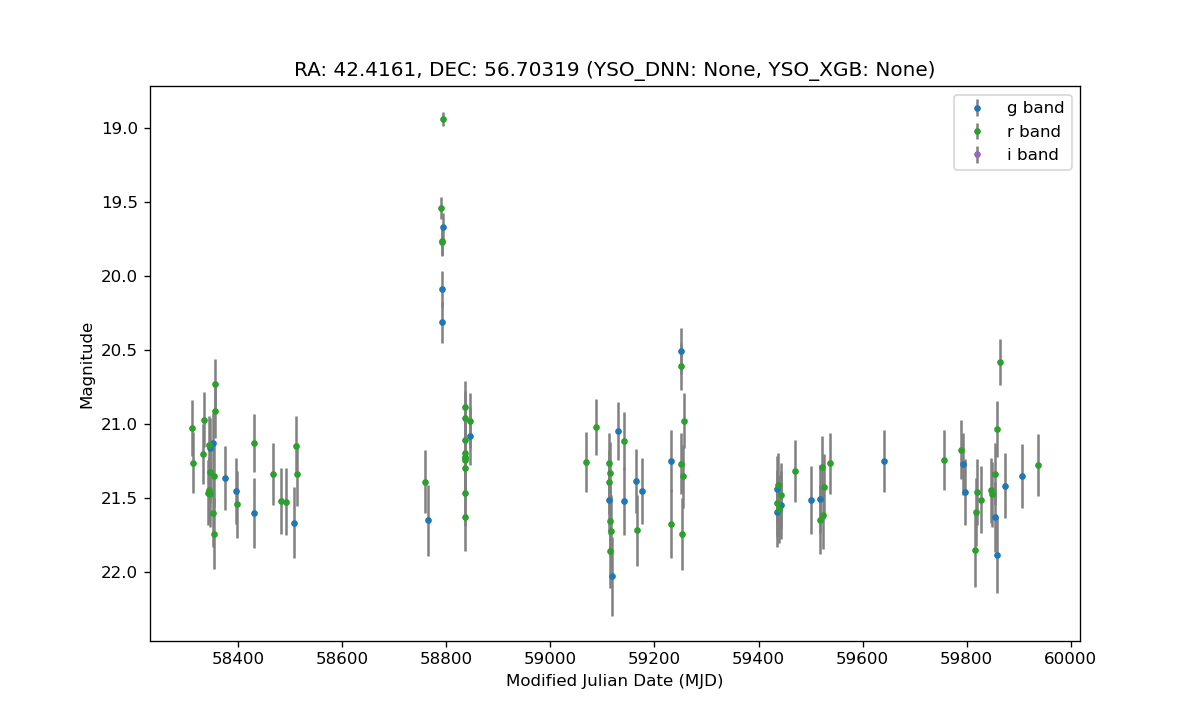 RA: 42.4161, DEC: 56.70319 (YSO_DNN: None, YSO_XGB: None)
g band
r band
i band
19.0
19.5
20.0
20.5
21.0
21.5
22.0
Magnitude
58400 58600 58800 59000 59200 59400 59600 59800 60000
Modified Julian Date (MJD)